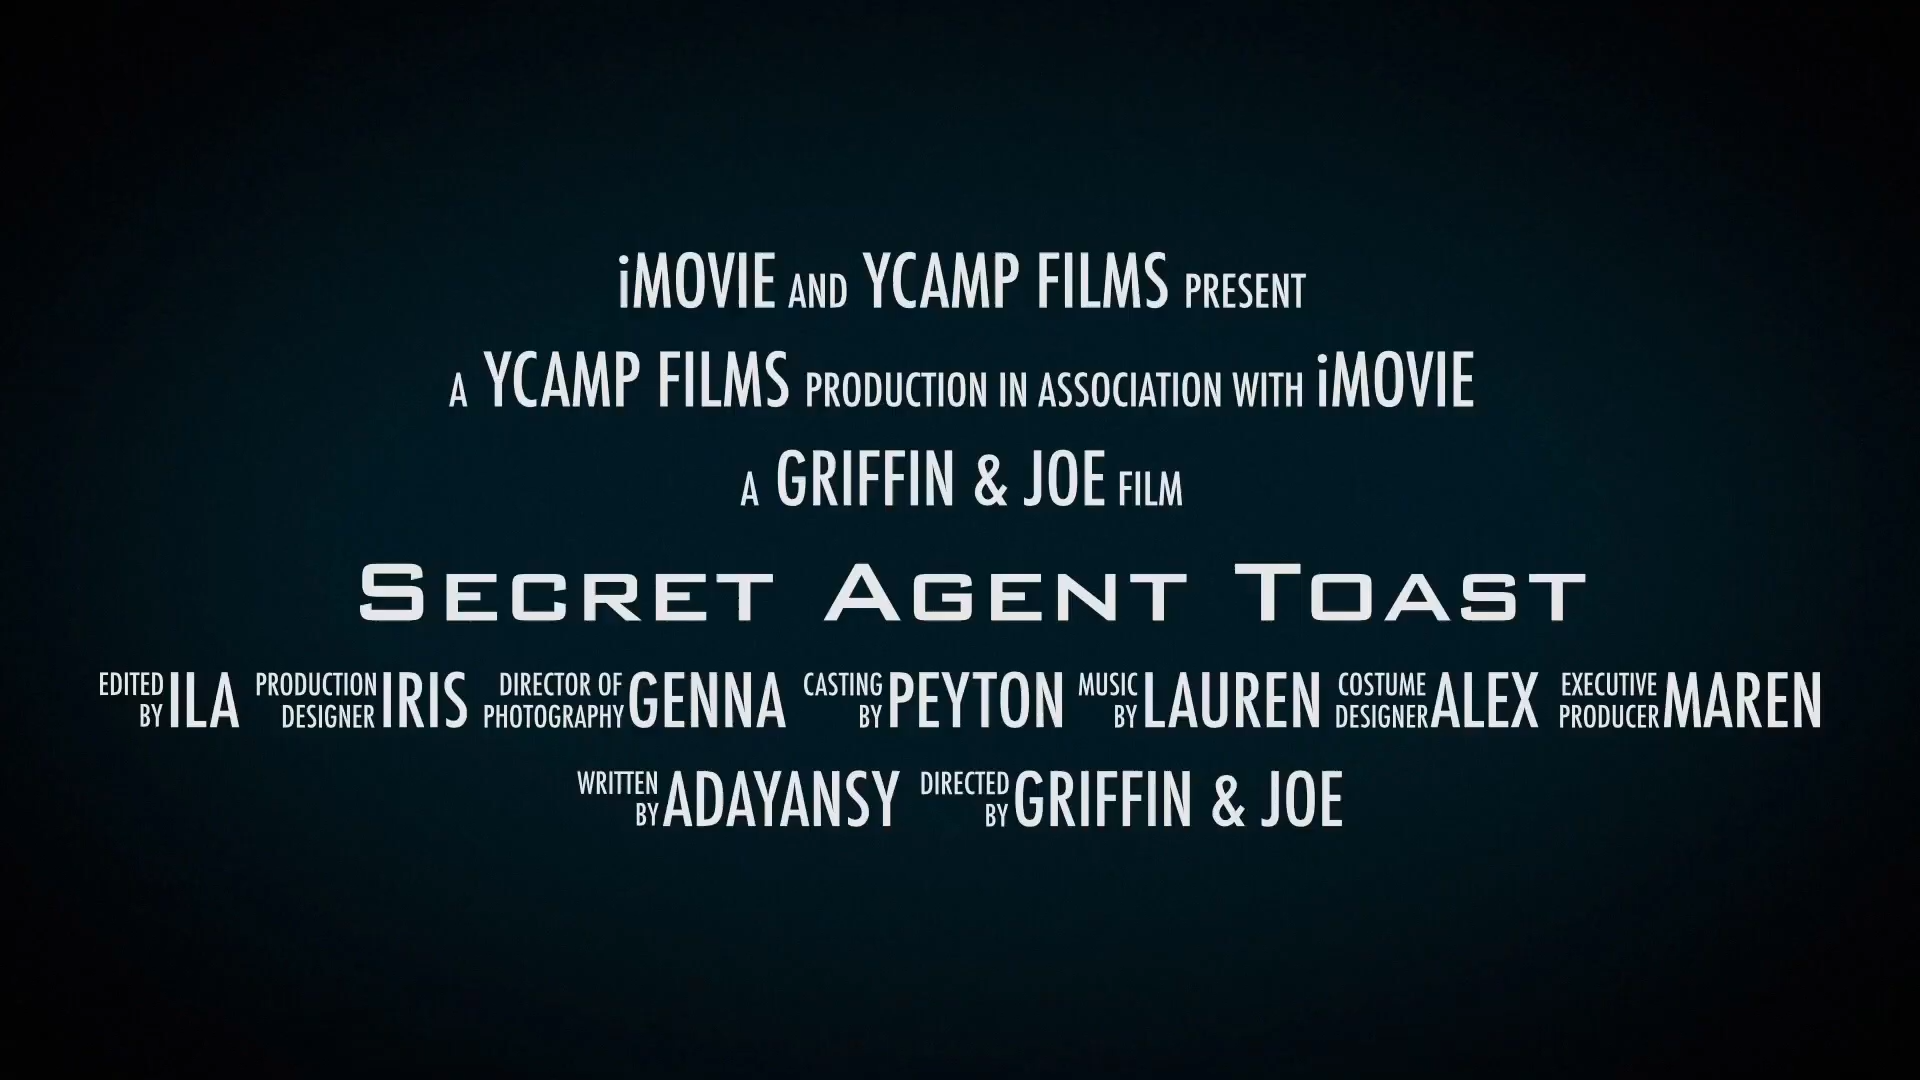 iMOVIE AND YCAMP FILMS PRESENT
A YCAMP FILMS PRODUCTION IN ASSOCIATION WITH iMOVIE
A GRIFFIN & JOE FILM
SECRET AGENT TOAST
EDITED BY ILA PRODUCTION DESIGNER IRIS DIRECTOR OF PHOTOGRAPHY GENNA CASTING BY PEYTON MUSIC BY LAUREN COSTUME DESIGNER ALEX EXECUTIVE PRODUCER MAREN
WRITTEN BY ADAYANSY DIRECTED BY GRIFFIN & JOE